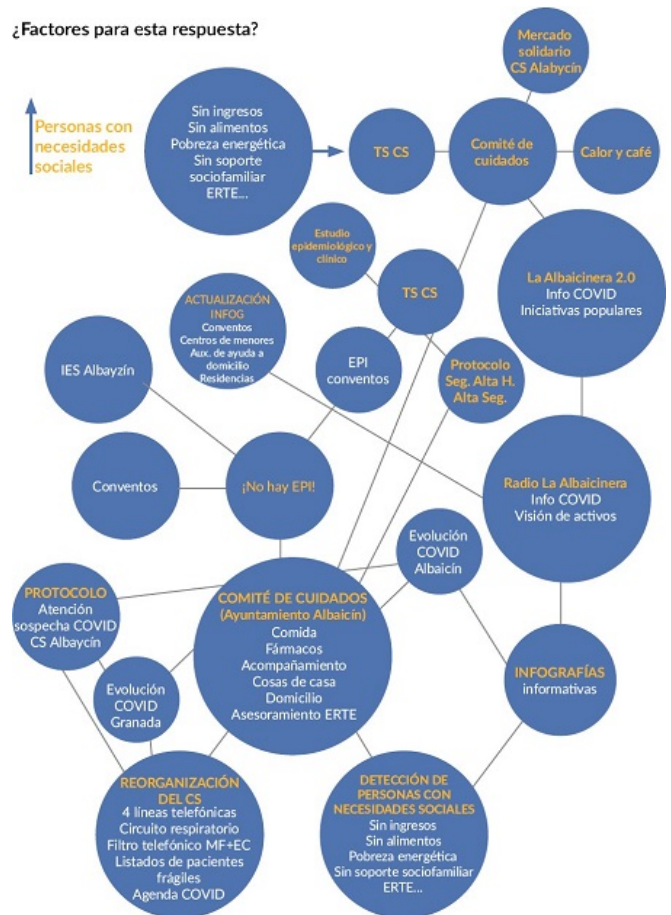 ¿Factores para esta respuesta?
Mercado
solidario
CS Alabycín
Personas con
necesidades
sociales
Sin ingresos
Sin alimentos
Pobreza energética
Sin soporte
sociofamiliar
ERTE...
TS CS
Comité de
cuidados
Calor y café
Estudio
epidemiológico y
clínico
TS CS
La Albaicinera 2.0
Info COVID
Iniciativas populares
ACTUALIZACIÓN
INFOG
Conventos
Centros de menores
Aux. de ayuda a
domicilio
Residencias
IES Albayzín
EPI
conventos
Protocolo
Seg. Alta H.
Alta Seg.
Conventos
¡No hay EPI!
Radio La Albaicinera
Info COVID
Visión de activos
Evolución
COVID
Albaicín
PROTOCOLO
Atención
sospecha COVID
CS Albaycín
COMITÉ DE CUIDADOS
(Ayuntamiento Albaicín)
Comida
Fármacos
Acompañamiento
Cosas de casa
Domicilio
Asesoramiento ERTE
Evolución
COVID
Granada
INFOGRAFÍAS
informativas
REORGANIZACIÓN
DEL CS
4 líneas telefónicas
Circuito respiratorio
Filtro telefónico MF+EC
Listados de pacientes
frágiles
Agenda COVID
DETECCIÓN DE
PERSONAS CON
NECESIDADES SOCIALES
Sin ingresos
Sin alimentos
Pobreza energética
Sin soporte sociofamiliar
ERTE...